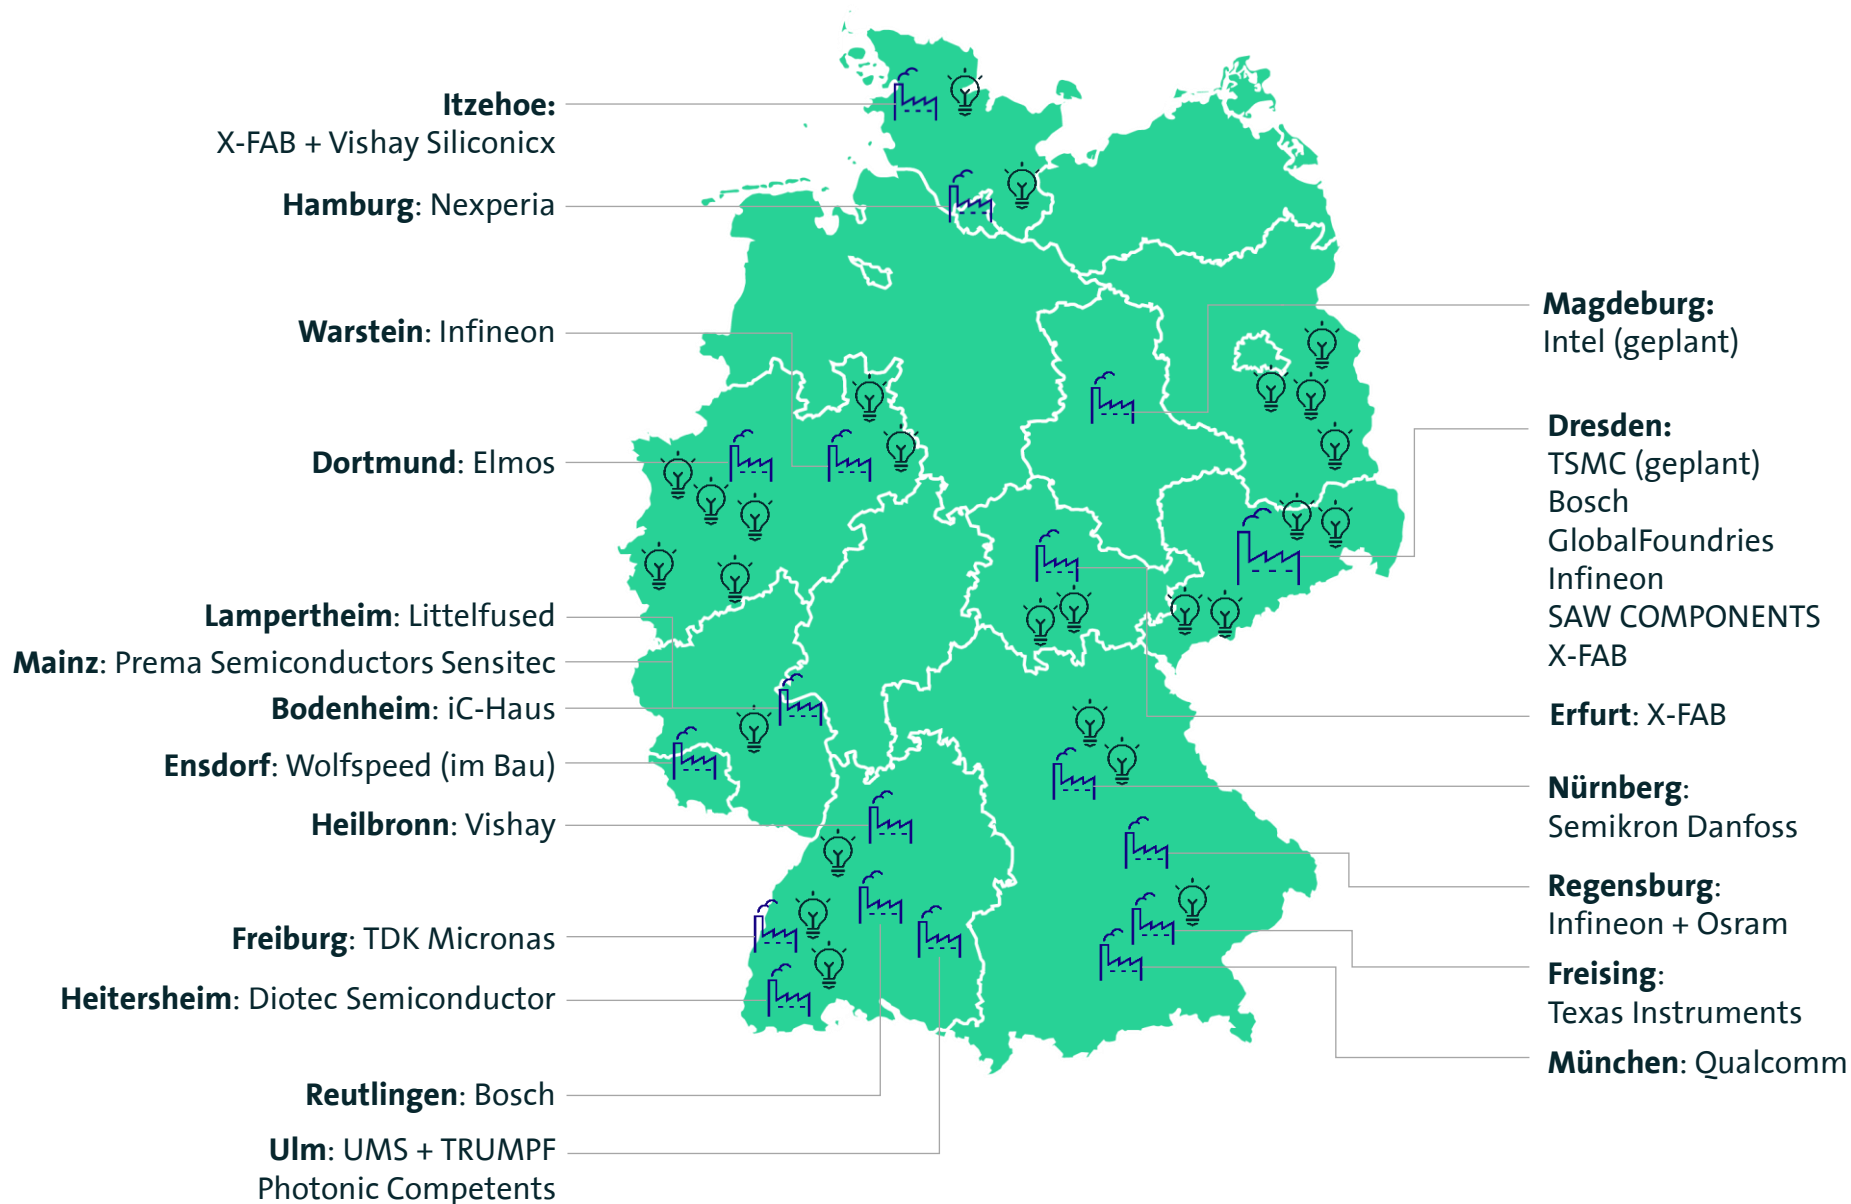 Itzehoe:
X-FAB + Vishay Siliconicx
Hamburg: Nexperia
Warstein: Infineon
Dortmund: Elmos
Lampertheim: Littelfused
Mainz: Prema Semiconductors Sensitec
Bodenheim: iC-Haus
Ensdorf: Wolfspeed (im Bau)
Heilbronn: Vishay
Freiburg: TDK Micronas
Heitersheim: Diotec Semiconductor
Reutlingen: Bosch
Ulm: UMS + TRUMPF
Photonic Competents
Magdeburg:
Intel (geplant)
Dresden:
TSMC (geplant)
Bosch
GlobalFoundries
Infineon
SAW COMPONENTS
X-FAB
Erfurt: X-FAB
Nürnberg:
Semikron Danfoss
Regensburg:
Infineon + Osram
Freising:
Texas Instruments
München: Qualcomm